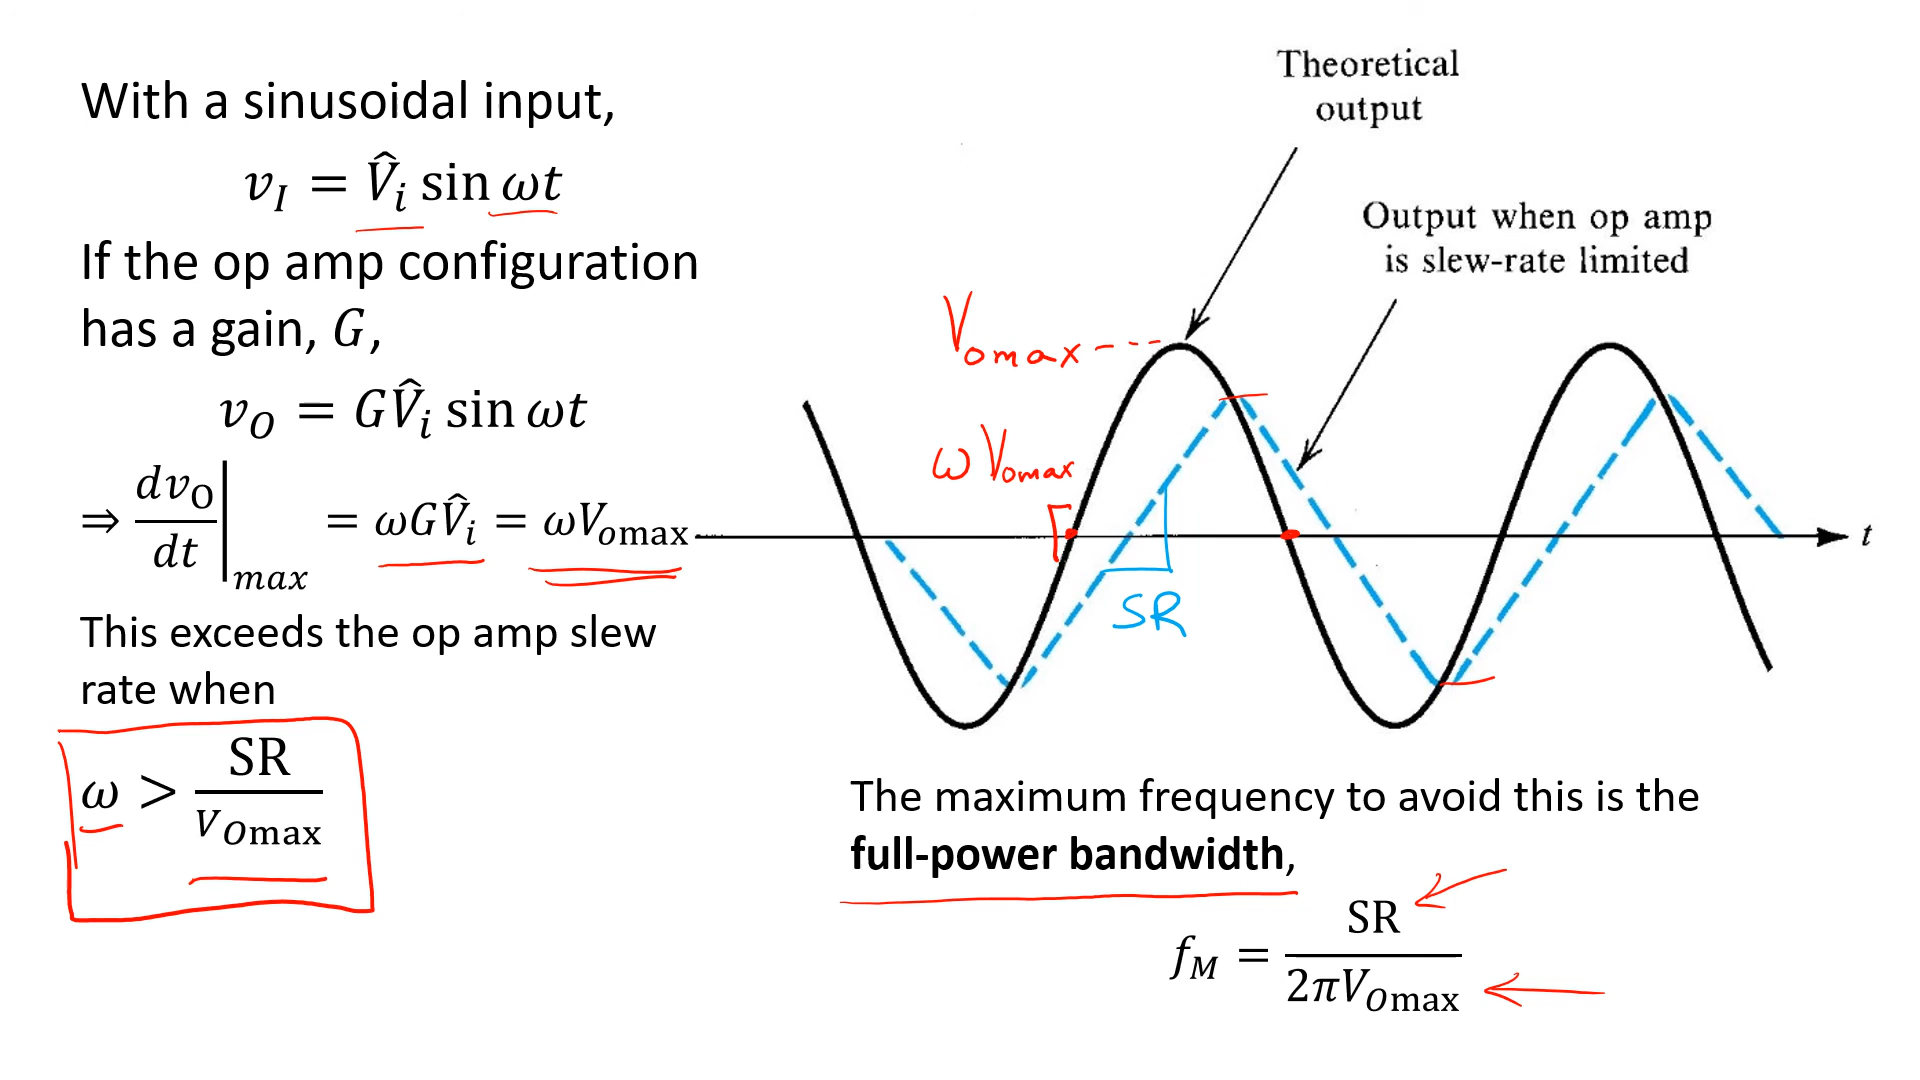 With a sinusoidal input,
v_I = V̂_i sin ωt
If the op amp configuration
has a gain, G,
v_O = GV̂_i sin ωt
⇒ dv_O/dt |_max = ωGV̂_i = ωV_omax
This exceeds the op amp slew
rate when
ω > SR/V_Omax
Theoretical
output
Output when op amp
is slew-rate limited
V_omax
ωV_omax
t
SR
The maximum frequency to avoid this is the
full-power bandwidth,
f_M = SR/2πV_Omax